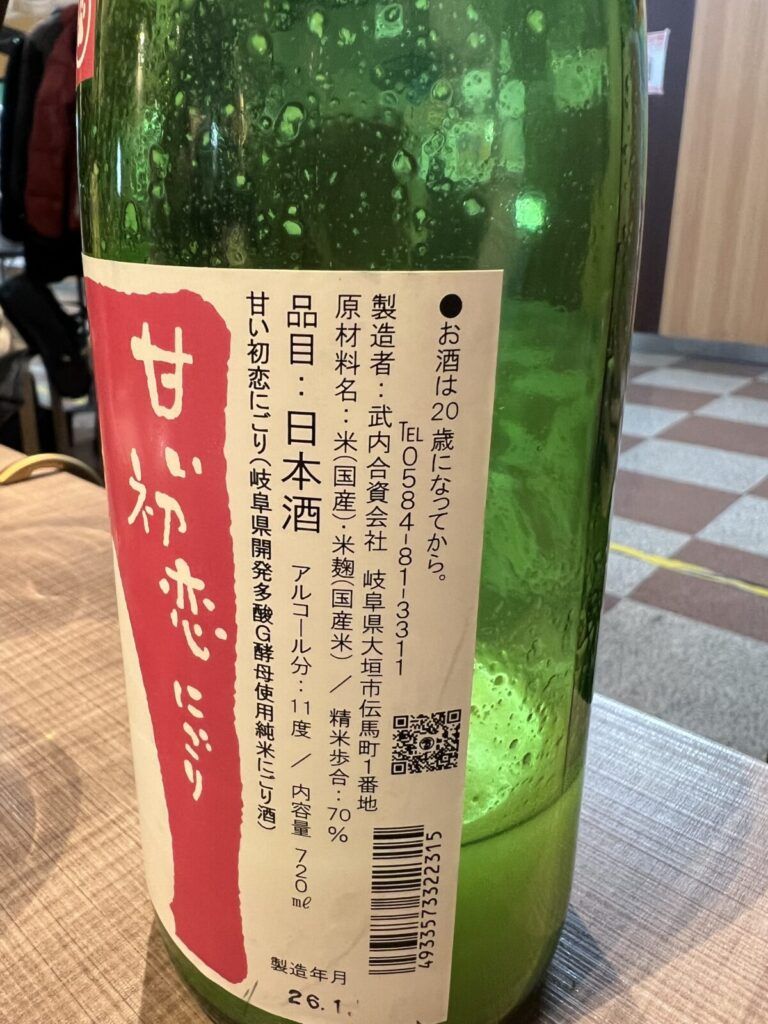 甘い初恋にごり
●お酒は20歳になってから。
TEL 0584-81-3311
製造者：武内合資会社 岐阜県大垣市伝馬町1番地
原材料名：米(国産)・米麹(国産米) ／ 精米歩合：70%
品目：日本酒 アルコール分：11度 ／ 内容量 720ml
甘い初恋にごり(岐阜県開発多酸G酵母使用純米にごり酒)
4933573322315
製造年月
26.1.